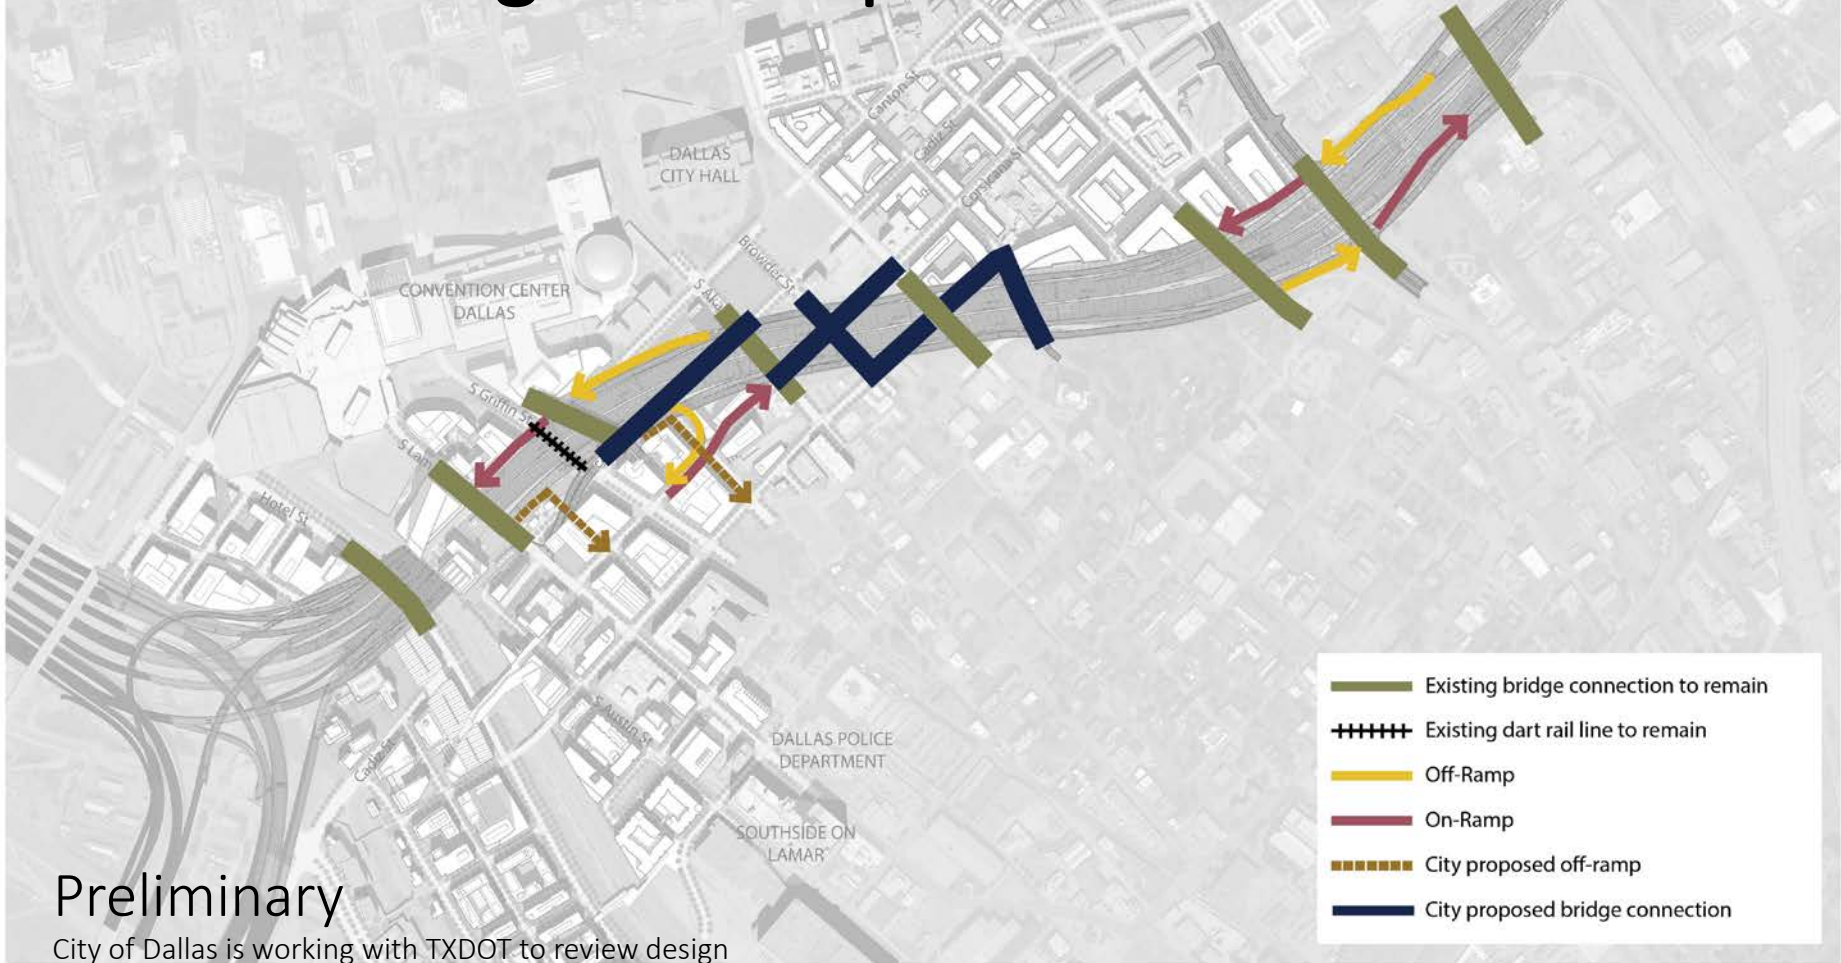 Canton St
Cadiz St
Corsicana St
DALLAS
CITY HALL
Browder St
CONVENTION CENTER
DALLAS
S Griffin St
S Lam
Hotel St
S Austin St
Cadiz St
DALLAS POLICE
DEPARTMENT
SOUTHSIDE ON
LAMAR
Existing bridge connection to remain
Existing dart rail line to remain
Off-Ramp
On-Ramp
City proposed off-ramp
City proposed bridge connection
Preliminary
City of Dallas is working with TXDOT to review design